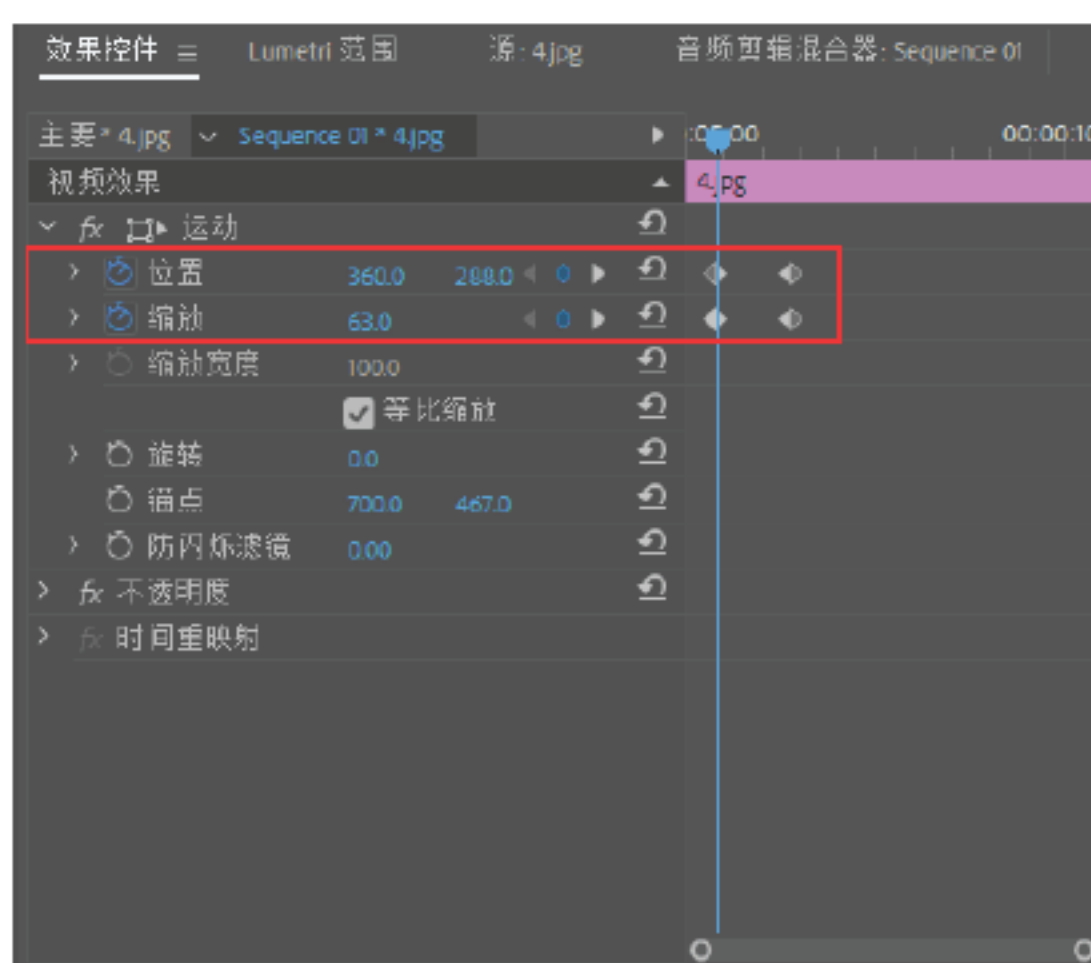 效果控件 Lumetri 范围 源: 4.jpg 音频剪辑混合器: Sequence 01
主要* 4.jpg Sequence 01 * 4.jpg :05:00 00:00:10
视频效果 4.jpg
fx 运动
位置 360.0 288.0
缩放 63.0
缩放宽度 100.0
等比缩放
旋转 0.0
锚点 700.0 467.0
防闪烁滤镜 0.00
fx 不透明度
fx 时间重映射